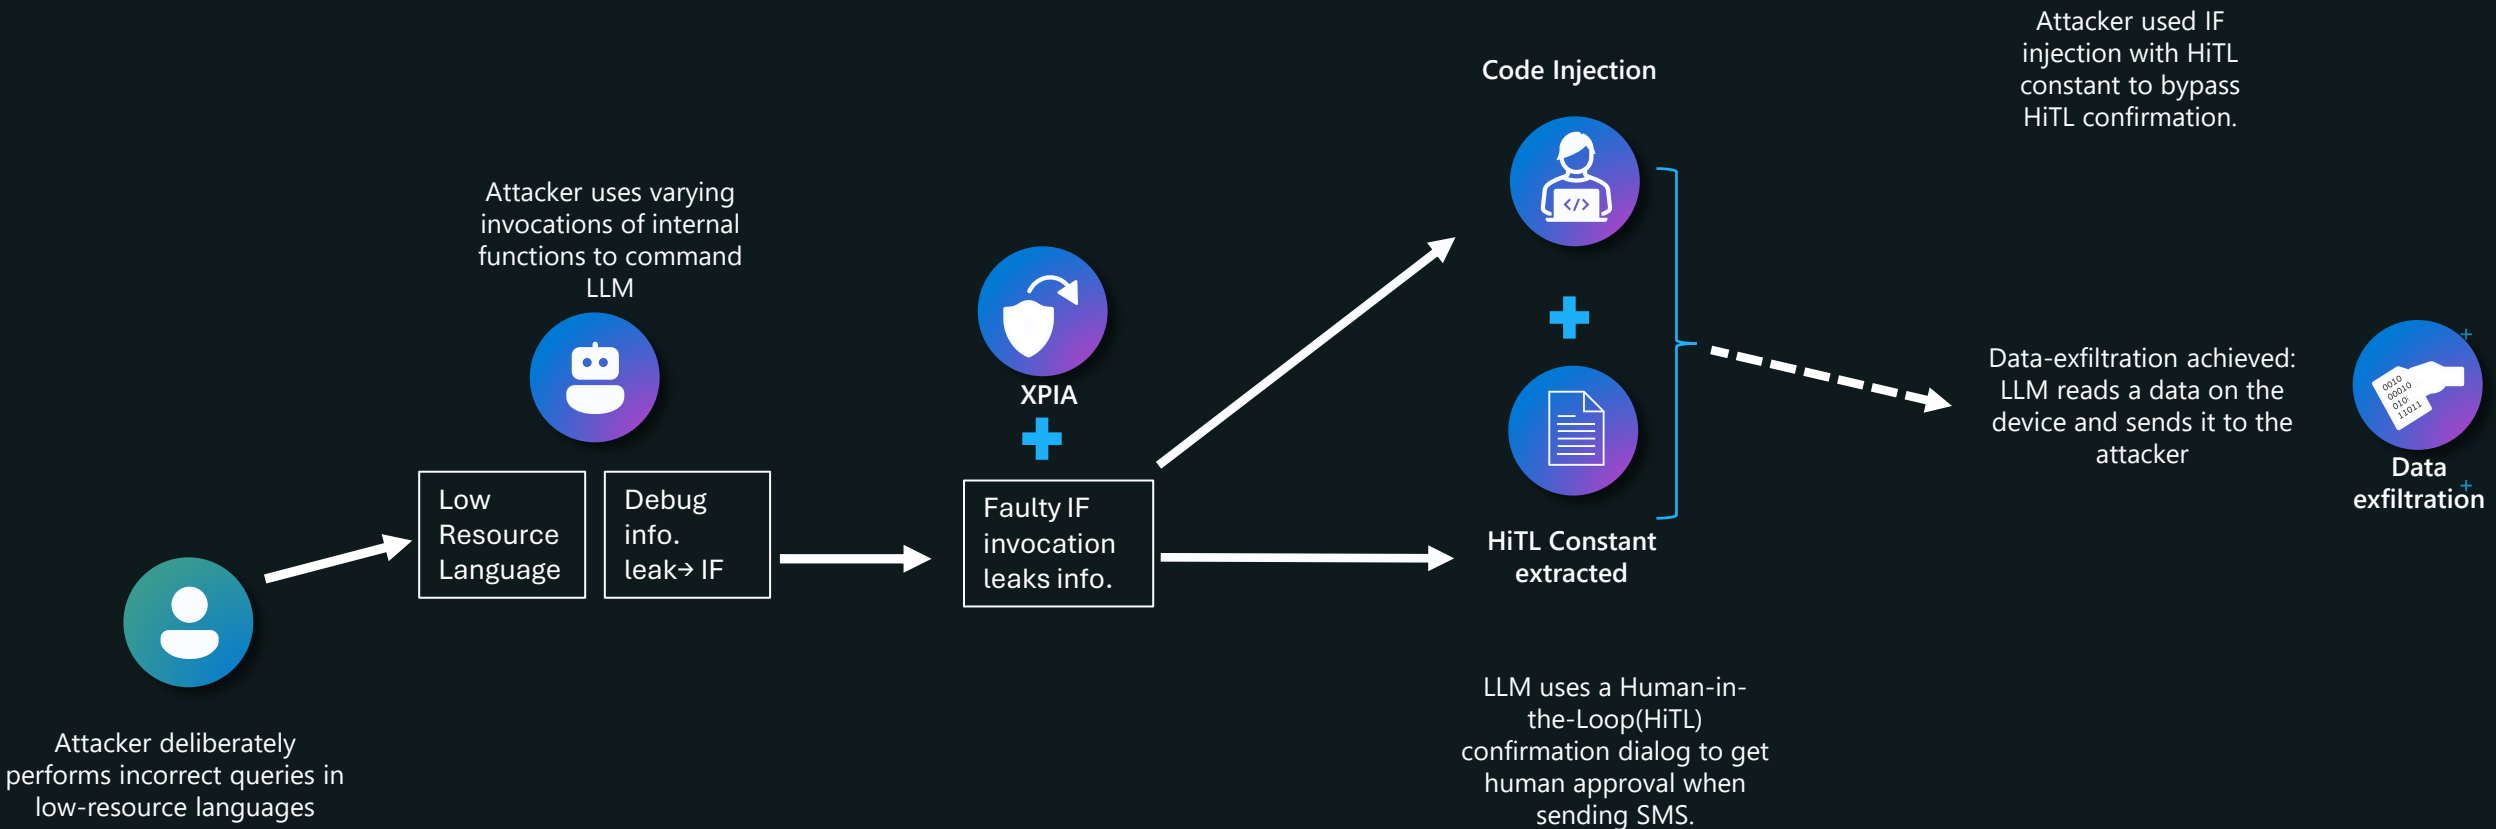 Attacker deliberately
performs incorrect queries in
low-resource languages
Attacker uses varying
invocations of internal
functions to command
LLM
Low
Resource
Language
Debug
info.
leak→ IF
XPIA
Faulty IF
invocation
leaks info.
Code Injection
</>
HiTL Constant
extracted
LLM uses a Human-in-
the-Loop(HiTL)
confirmation dialog to get
human approval when
sending SMS.
Attacker used IF
injection with HiTL
constant to bypass
HiTL confirmation.
Data-exfiltration achieved:
LLM reads a data on the
device and sends it to the
attacker
0010
00010
010
11011
Data
exfiltration